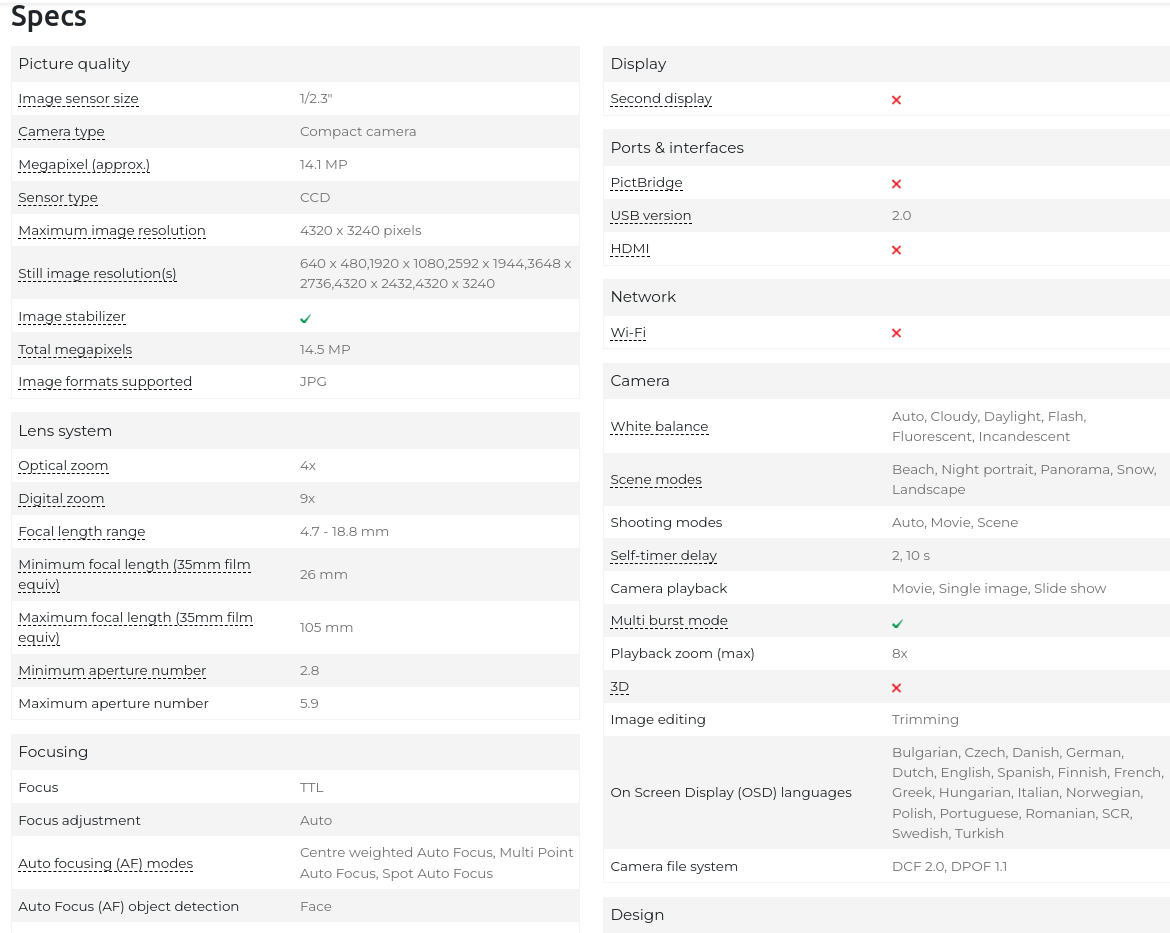 Specs
Picture quality
Image sensor size 1/2.3"
Camera type Compact camera
Megapixel (approx.) 14.1 MP
Sensor type CCD
Maximum image resolution 4320 x 3240 pixels
Still image resolution(s) 640 x 480,1920 x 1080,2592 x 1944,3648 x
2736,4320 x 2432,4320 x 3240
Image stabilizer
Total megapixels 14.5 MP
Image formats supported JPG
Lens system
Optical zoom 4x
Digital zoom 9x
Focal length range 4.7 - 18.8 mm
Minimum focal length (35mm film
equiv) 26 mm
Maximum focal length (35mm film
equiv) 105 mm
Minimum aperture number 2.8
Maximum aperture number 5.9
Focusing
Focus TTL
Focus adjustment Auto
Auto focusing (AF) modes Centre weighted Auto Focus, Multi Point
Auto Focus, Spot Auto Focus
Auto Focus (AF) object detection Face
Display
Second display
Ports & interfaces
PictBridge
USB version 2.0
HDMI
Network
Wi-Fi
Camera
White balance Auto, Cloudy, Daylight, Flash,
Fluorescent, Incandescent
Scene modes Beach, Night portrait, Panorama, Snow,
Landscape
Shooting modes Auto, Movie, Scene
Self-timer delay 2, 10 s
Camera playback Movie, Single image, Slide show
Multi burst mode
Playback zoom (max) 8x
3D
Image editing Trimming
On Screen Display (OSD) languages Bulgarian, Czech, Danish, German,
Dutch, English, Spanish, Finnish, French,
Greek, Hungarian, Italian, Norwegian,
Polish, Portuguese, Romanian, SCR,
Swedish, Turkish
Camera file system DCF 2.0, DPOF 1.1
Design